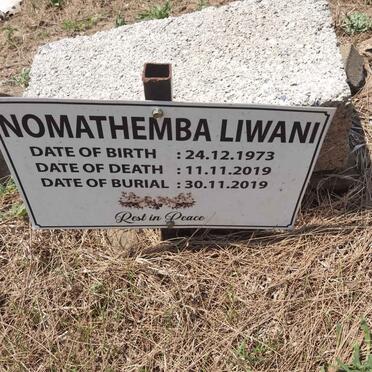 NOMATHEMBA LIWANI
DATE OF BIRTH : 24.12.1973
DATE OF DEATH : 11.11.2019
DATE OF BURIAL : 30.11.2019
Rest in Peace